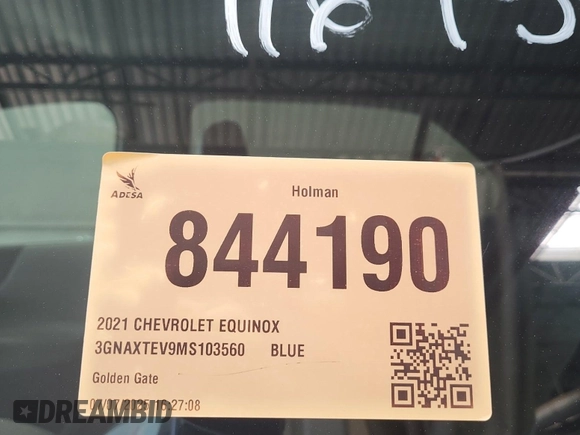 ADESA
Holman
844190
2021 CHEVROLET EQUINOX
3GNAXTEV9MS103560 BLUE
Golden Gate
DREAMBID